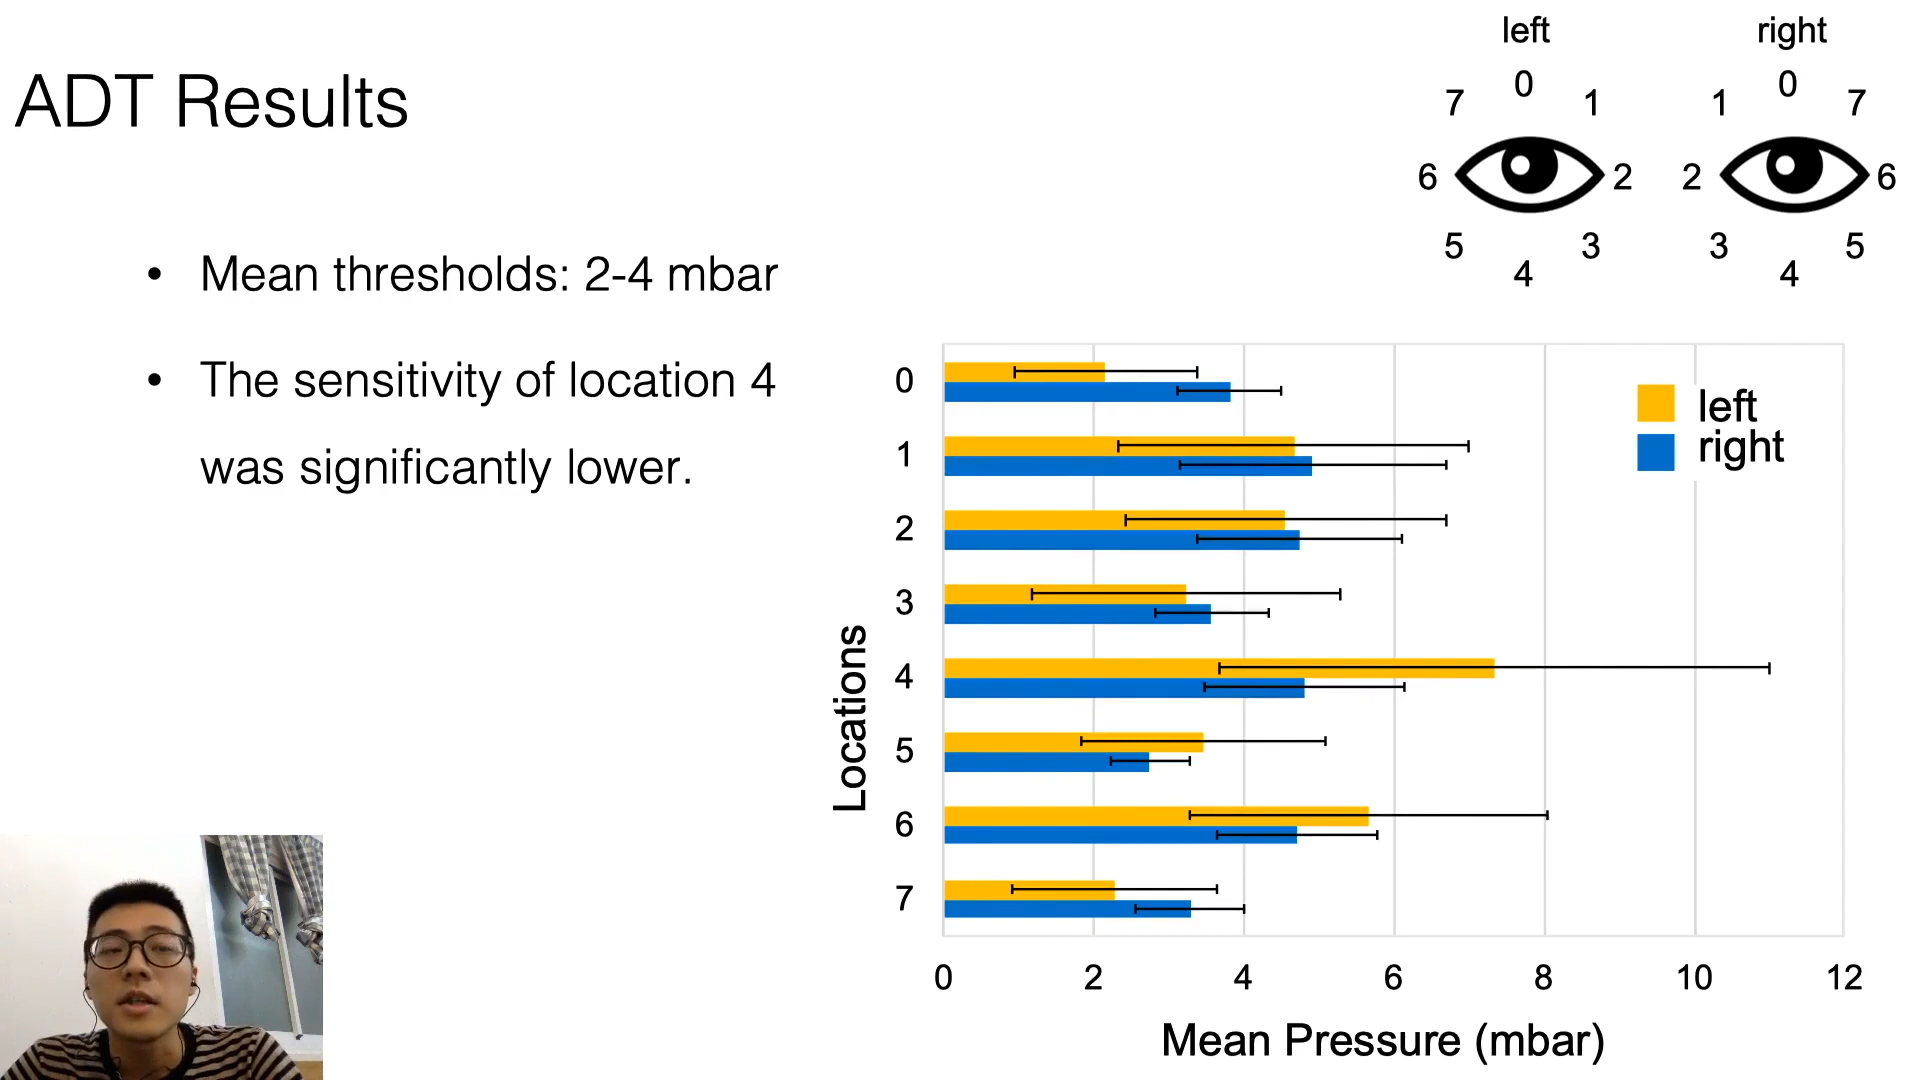 ADT Results
• Mean thresholds: 2-4 mbar
• The sensitivity of location 4
was significantly lower.
left
right
0
7
1
6
2
5
3
4
0
1
7
2
6
3
5
4
left
right
Locations
0
1
2
3
4
5
6
7
0 2 4 6 8 10 12
Mean Pressure (mbar)